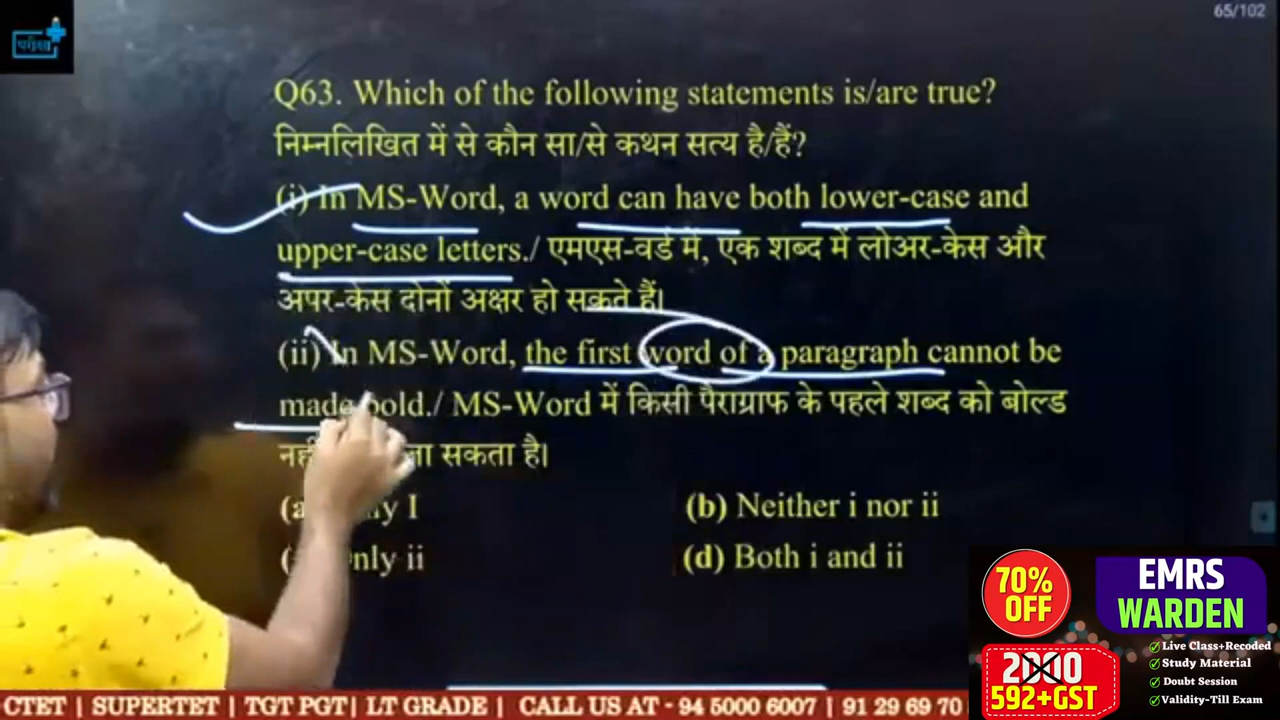 65/102
परीक्षा
Q63. Which of the following statements is/are true?
निम्नलिखित में से कौन सा/से कथन सत्य है/हैं?
(i) In MS-Word, a word can have both lower-case and
upper-case letters./ एमएस-वर्ड में, एक शब्द में लोअर-केस और
अपर-केस दोनों अक्षर हो सकते हैं।
(ii) In MS-Word, the first word of a paragraph cannot be
made bold./ MS-Word में किसी पैराग्राफ के पहले शब्द को बोल्ड
सकता है।
I (b) Neither i nor ii
Only ii (d) Both i and ii
70%
OFF
EMRS
WARDEN
2000
592+GST
Live Class+Recoded
Study Material
Doubt Session
Validity-Till Exam
CTET | SUPERTET | TGT PGT LT GRADE | CALL US AT - 94 5000 6007 | 91 29 69 70